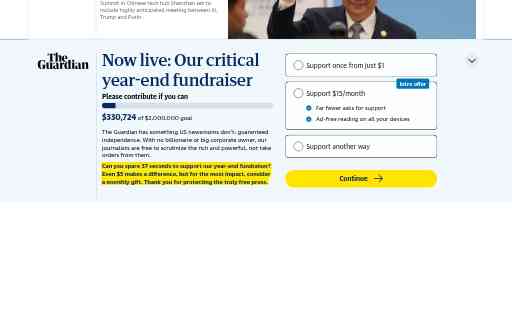 Summit in Chinese tech hub Shenzhen set to
include highly anticipated meeting between Xi,
Trump and Putin
The Guardian
Now live: Our critical
year-end fundraiser
Please contribute if you can
$330,724 of $2,000,000 goal
The Guardian has something US newsrooms don't: guaranteed
independence. With no billionaire or big corporate owner, our
journalists are free to scrutinize the rich and powerful, not take
orders from them.
Can you spare 37 seconds to support our year-end fundraiser?
Even $5 makes a difference, but for the most impact, consider
a monthly gift. Thank you for protecting the truly free press.
Support once from just $1
Intro offer
Support $15/month
Far fewer asks for support
Ad-free reading on all your devices
Support another way
Continue